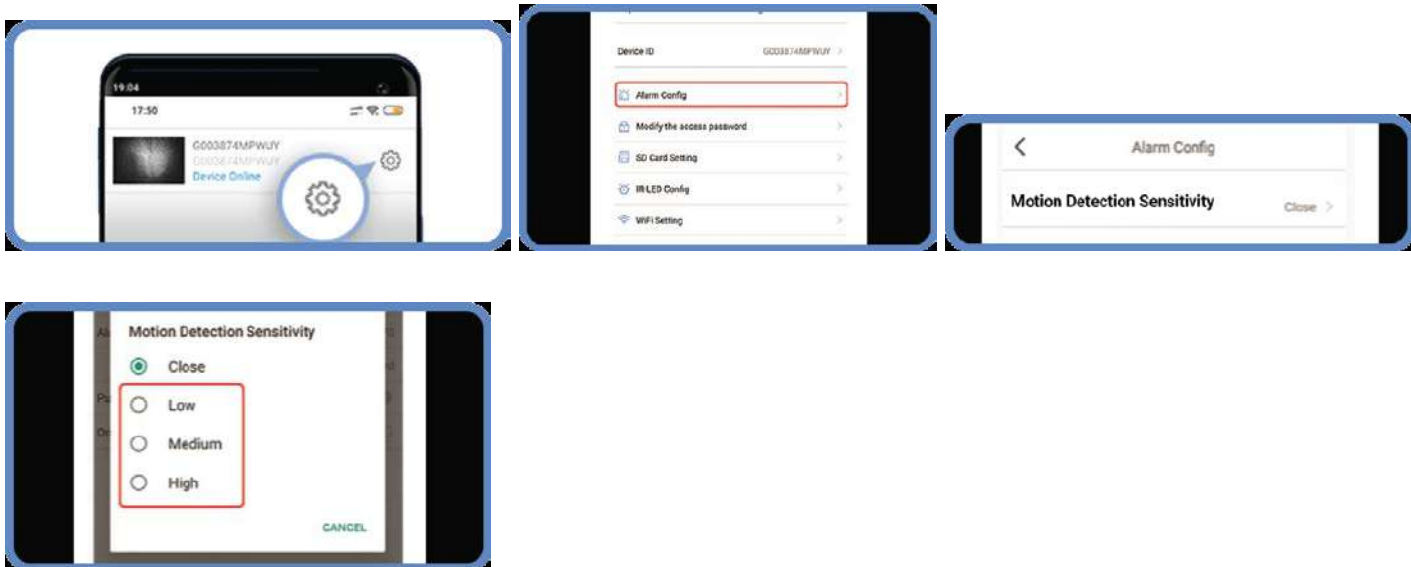 19:04
17:50
G003874MPWUY
G003874MPWUY
Device Online
Device ID G003874MPWUY >
Alarm Config >
Modify the access password >
SD Card Setting >
IR-LED Config >
WiFi Setting >
Alarm Config
Motion Detection Sensitivity Close >
Motion Detection Sensitivity
Close
Low
Medium
High
CANCEL